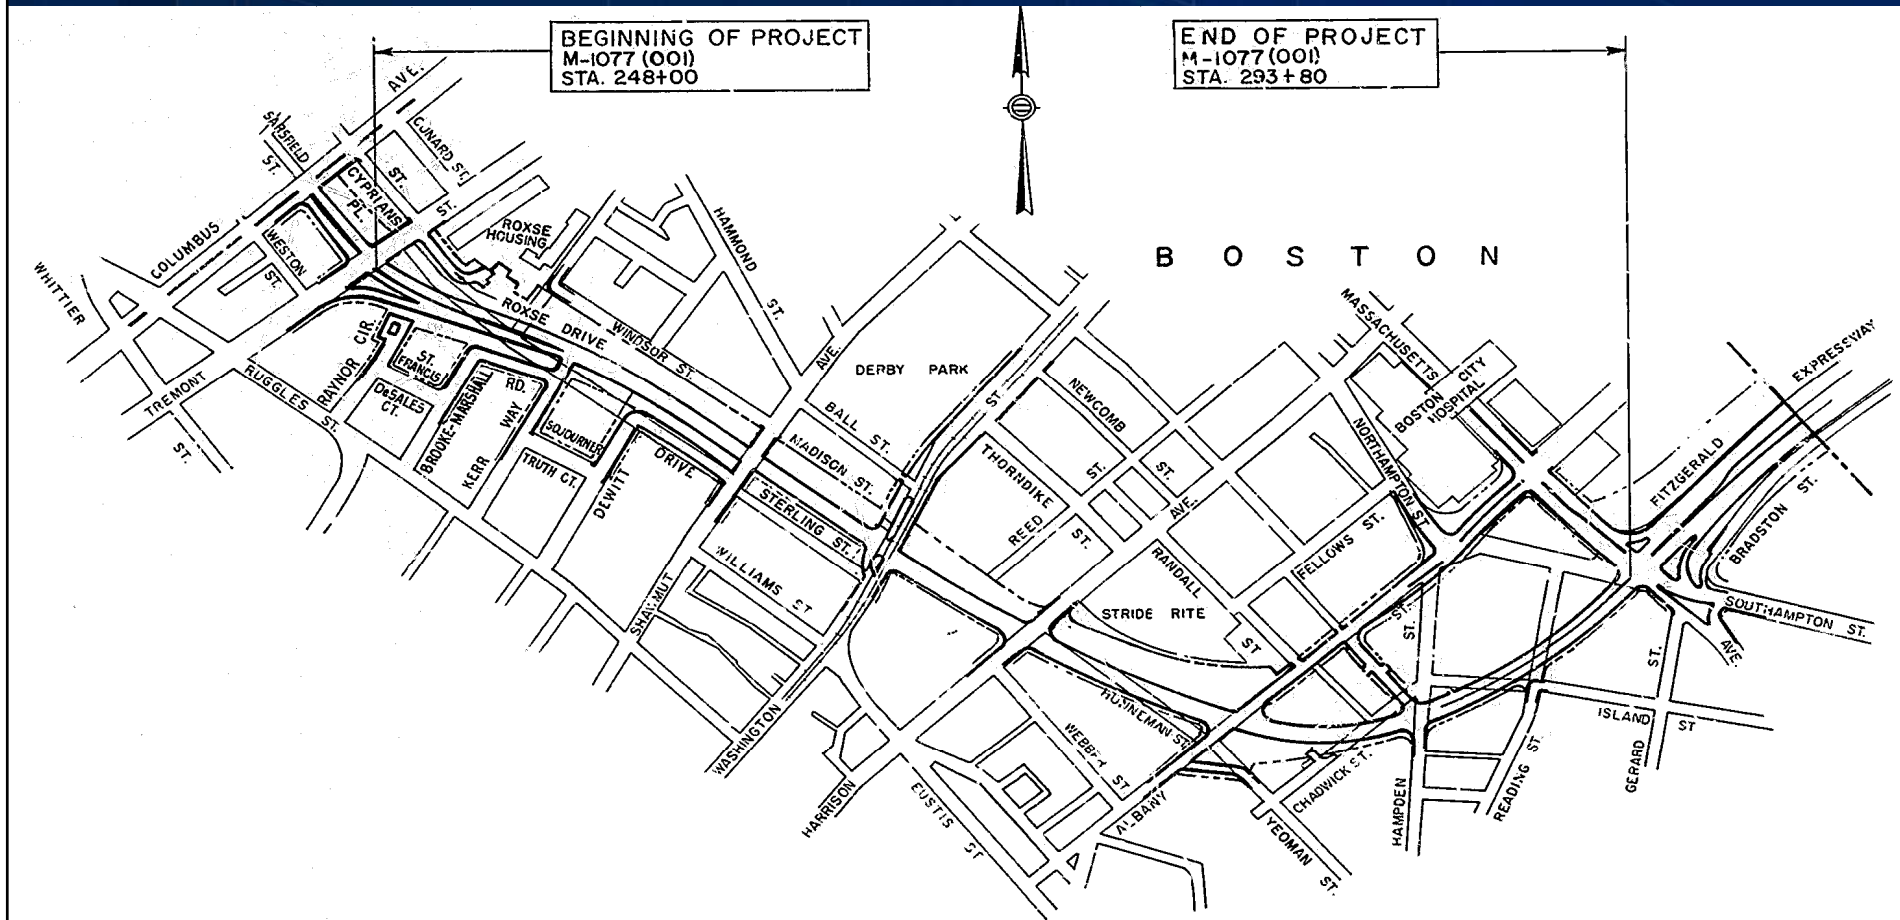 BEGINNING OF PROJECT
M-1077 (001)
STA. 248+00
END OF PROJECT
M-1077 (001)
STA. 293+80
BOSTON
AVE.
CUNARD ST.
SARSFIELD
ST.
ST.
CYPRIANS
PL.
ST.
COLUMBUS
WESTON
ST.
WHITTIER
ROXSE
HOUSING
HAMMOND
ST.
ROXSE DRIVE
WINDSOR
ST.
AVE.
DERBY PARK
MASSACHUSETTS
BOSTON CITY
HOSPITAL
EXPRESSWAY
FITZGERALD
CIR.
RAYNOR
ST.
FRANCIS
DeSALES
CT.
TREMONT
ST.
RUGGLES
ST.
BROOKE-MARSHALL
RD.
WAY
KERR
SOJOURNER
TRUTH CT.
DEWITT
DRIVE
BALL ST.
MADISON ST.
STERLING ST.
WILLIAMS ST
SHAWMUT
ST.
NEWCOMB
ST.
THORNDIKE
ST.
REED
ST.
AVE.
NORTHAMPTON ST
RANDALL
ST
FELLOWS ST.
STRIDE RITE
ST.
ST.
BRADSTON
ST.
SOUTHAMPTON ST.
AVE.
WASHINGTON
HUNNEMAN ST.
WEBBER
ST
HARRISON
EUSTIS
ST
ALBANY
CHADWICK ST.
YEOMAN
ST.
HAMPDEN
READING
ST.
ISLAND
ST
ST.
GERARD